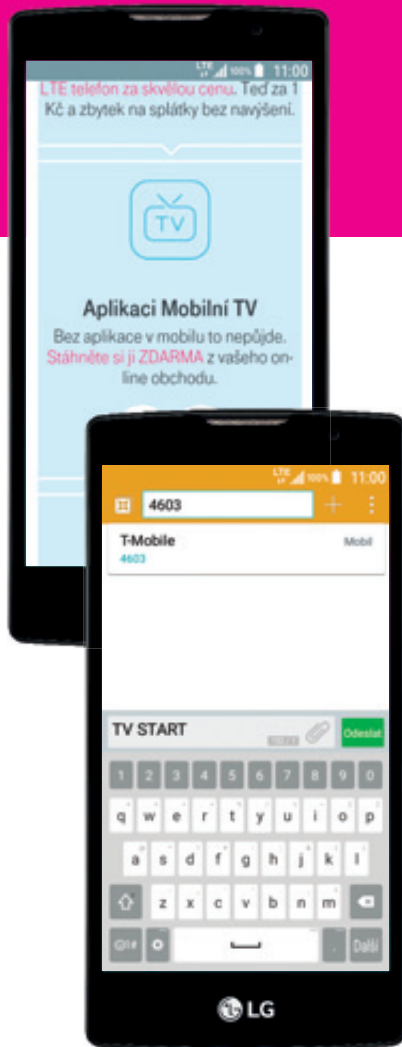 LTE 100% 11:00
LTE telefon za skvělou cenu. Teď za 1
Kč a zbytek na splátky bez navýšení.
TV
Aplikaci Mobilní TV
Bez aplikace v mobilu to nepůjde.
Stáhněte si ji ZDARMA z vašeho on-
line obchodu.
LTE 100% 11:00
4603
T-Mobile Mobil
4603
TV START Odeslat
1 2 3 4 5 6 7 8 9 0
q w e r t y u i o p
a s d f g h j k l
z x c v b n m
. Další
LG